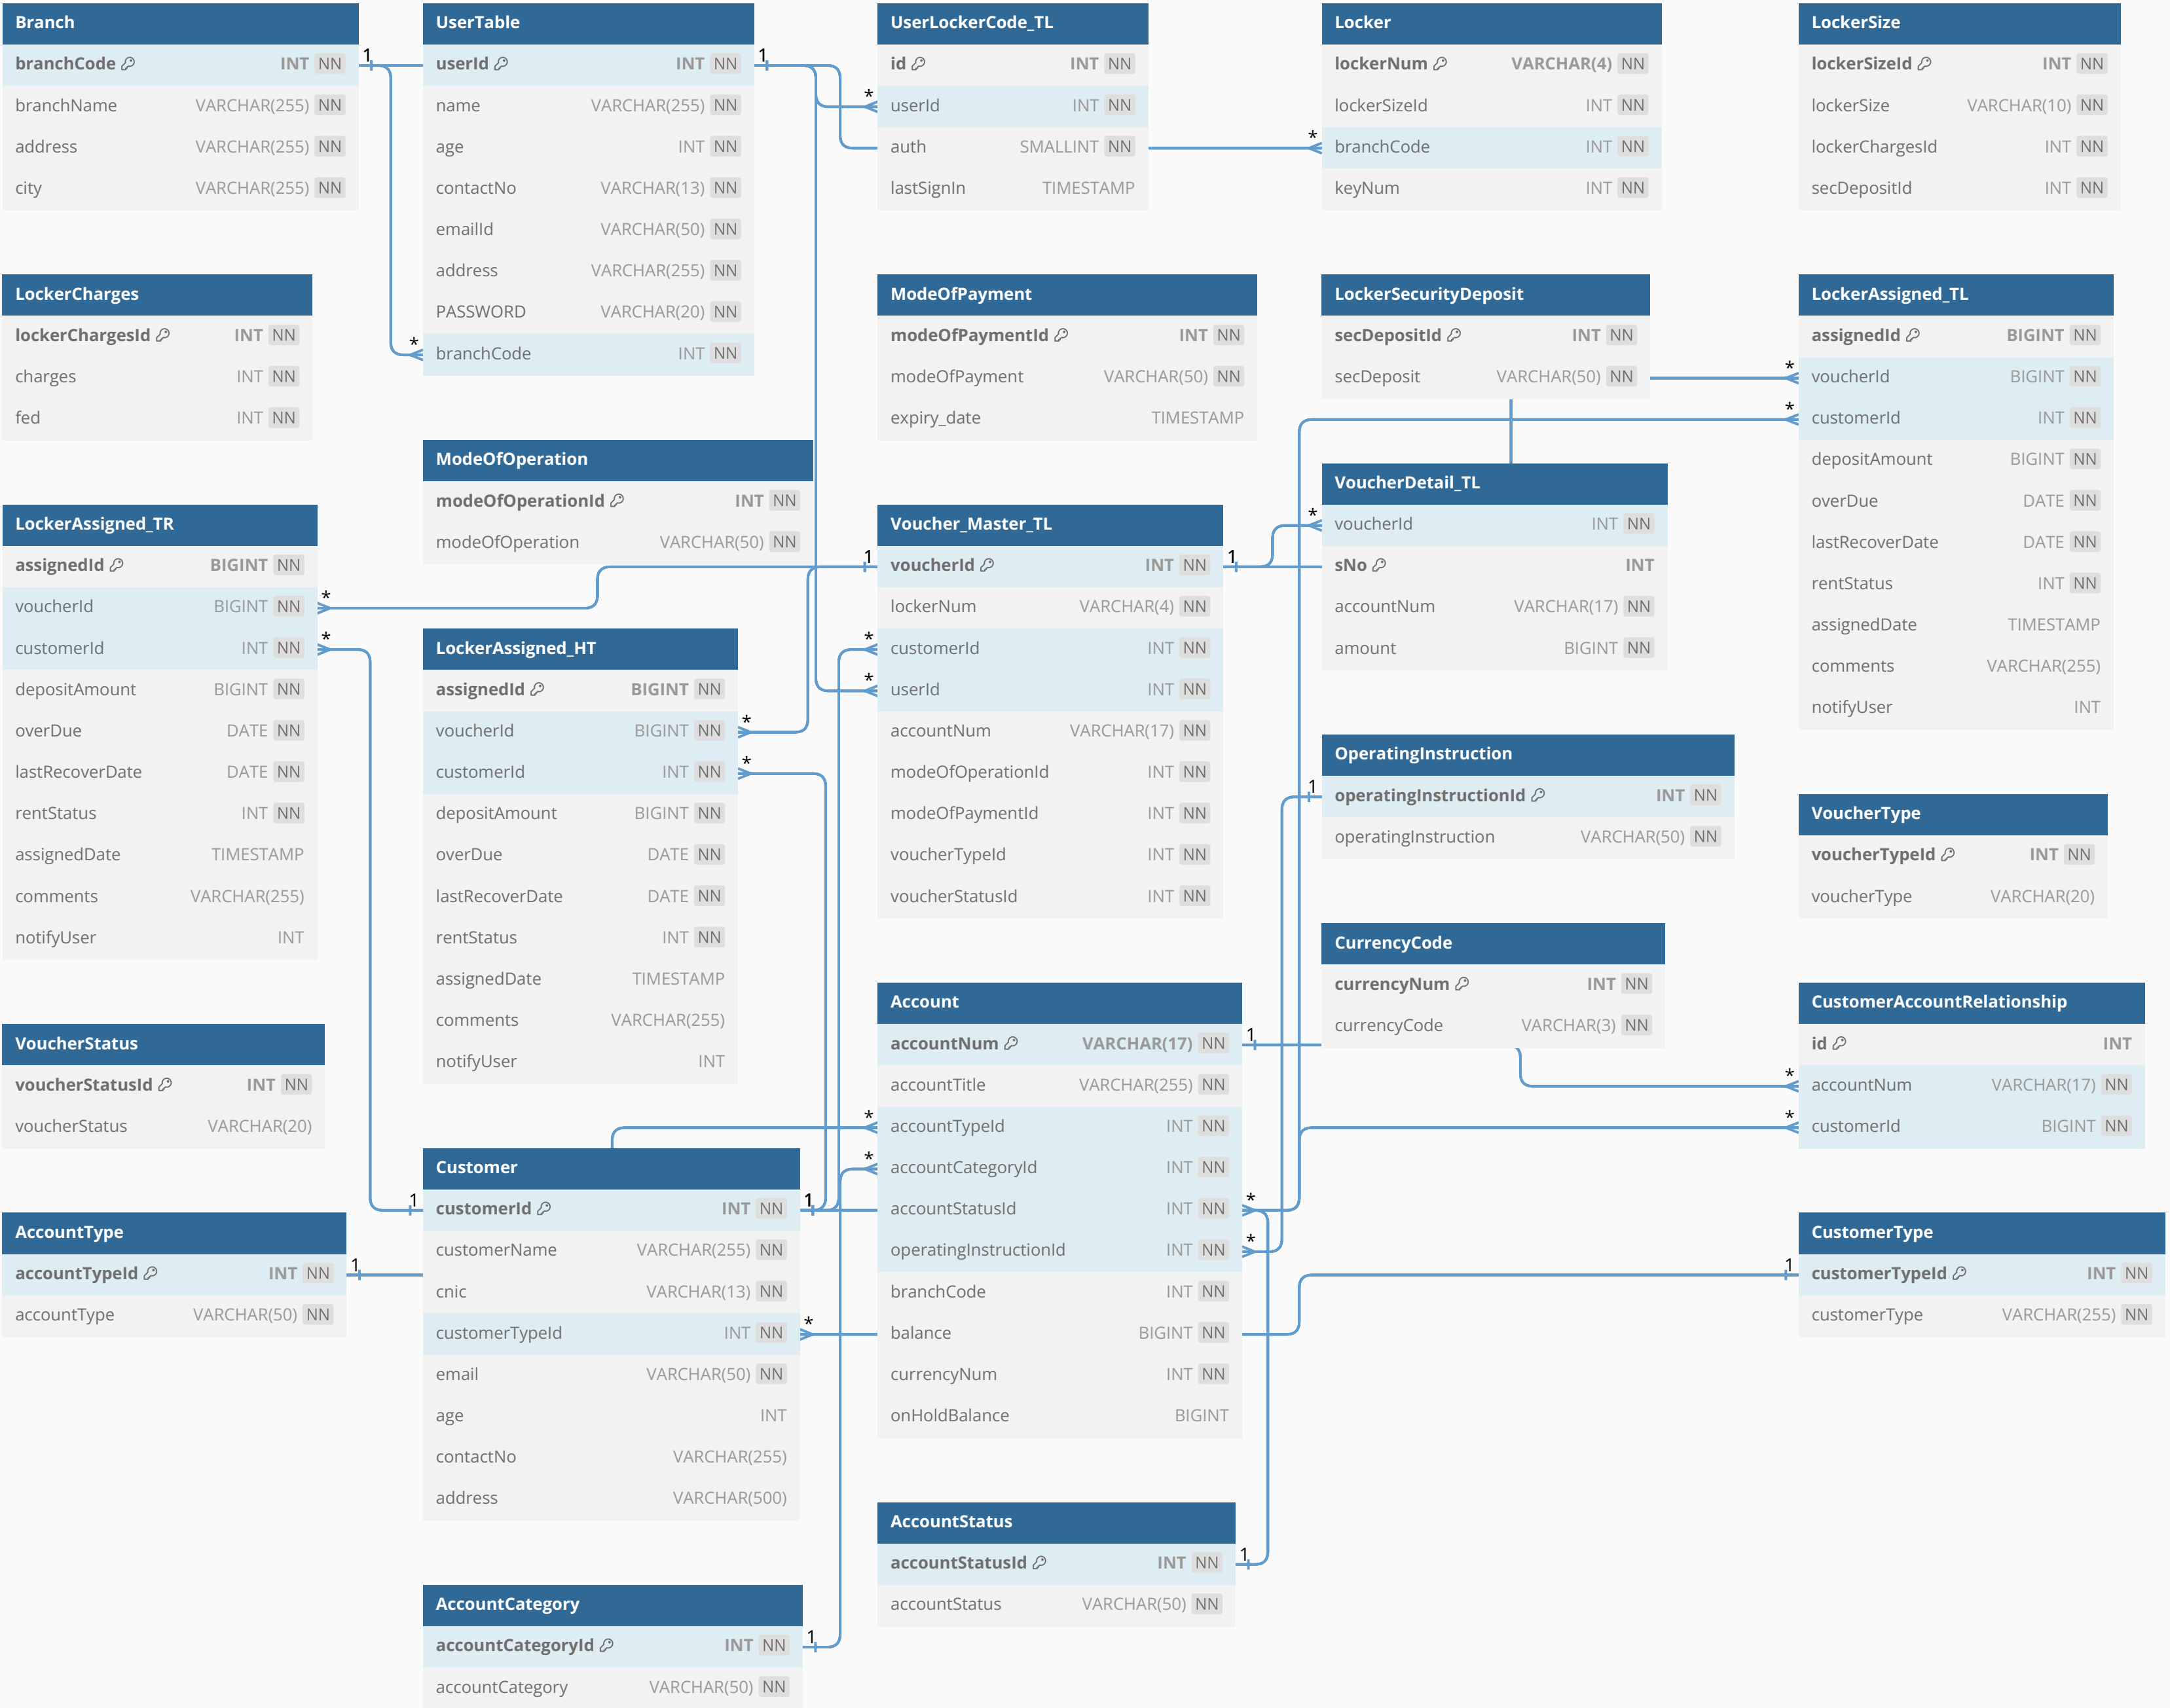 Branch
branchCode INT NN
branchName VARCHAR(255) NN
address VARCHAR(255) NN
city VARCHAR(255) NN
1
UserTable
userId INT NN
name VARCHAR(255) NN
age INT NN
contactNo VARCHAR(13) NN
emailId VARCHAR(50) NN
address VARCHAR(255) NN
PASSWORD VARCHAR(20) NN
* branchCode INT NN
1
UserLockerCode_TL
id INT NN
* userId INT NN
auth SMALLINT NN
lastSignIn TIMESTAMP
Locker
lockerNum VARCHAR(4) NN
lockerSizeId INT NN
* branchCode INT NN
keyNum INT NN
LockerSize
lockerSizeId INT NN
lockerSize VARCHAR(10) NN
lockerChargesId INT NN
secDepositId INT NN
LockerCharges
lockerChargesId INT NN
charges INT NN
fed INT NN
ModeOfPayment
modeOfPaymentId INT NN
modeOfPayment VARCHAR(50) NN
expiry_date TIMESTAMP
LockerSecurityDeposit
secDepositId INT NN
secDeposit VARCHAR(50) NN
LockerAssigned_TL
assignedId BIGINT NN
* voucherId BIGINT NN
* customerId INT NN
depositAmount BIGINT NN
overDue DATE NN
lastRecoverDate DATE NN
rentStatus INT NN
assignedDate TIMESTAMP
comments VARCHAR(255)
notifyUser INT
ModeOfOperation
modeOfOperationId INT NN
modeOfOperation VARCHAR(50) NN
LockerAssigned_TR
assignedId BIGINT NN
voucherId BIGINT NN *
customerId INT NN *
depositAmount BIGINT NN
overDue DATE NN
lastRecoverDate DATE NN
rentStatus INT NN
assignedDate TIMESTAMP
comments VARCHAR(255)
notifyUser INT
LockerAssigned_HT
assignedId BIGINT NN
voucherId BIGINT NN *
customerId INT NN *
depositAmount BIGINT NN
overDue DATE NN
lastRecoverDate DATE NN
rentStatus INT NN
assignedDate TIMESTAMP
comments VARCHAR(255)
notifyUser INT
Voucher_Master_TL
1 voucherId INT NN 1
lockerNum VARCHAR(4) NN
* customerId INT NN
* userId INT NN
accountNum VARCHAR(17) NN
modeOfOperationId INT NN
modeOfPaymentId INT NN
voucherTypeId INT NN
voucherStatusId INT NN
VoucherDetail_TL
* voucherId INT NN
sNo INT
accountNum VARCHAR(17) NN
amount BIGINT NN
OperatingInstruction
1 operatingInstructionId INT NN
operatingInstruction VARCHAR(50) NN
VoucherType
voucherTypeId INT NN
voucherType VARCHAR(20)
CurrencyCode
currencyNum INT NN
currencyCode VARCHAR(3) NN
VoucherStatus
voucherStatusId INT NN
voucherStatus VARCHAR(20)
Account
accountNum VARCHAR(17) NN 1
accountTitle VARCHAR(255) NN
* accountTypeId INT NN
* accountCategoryId INT NN
accountStatusId INT NN *
operatingInstructionId INT NN *
branchCode INT NN
balance BIGINT NN
currencyNum INT NN
onHoldBalance BIGINT
CustomerAccountRelationship
id INT
* accountNum VARCHAR(17) NN
* customerId BIGINT NN
Customer
1 customerId INT NN 1
customerName VARCHAR(255) NN
cnic VARCHAR(13) NN
customerTypeId INT NN *
email VARCHAR(50) NN
age INT
contactNo VARCHAR(255)
address VARCHAR(500)
AccountType
accountTypeId INT NN 1
accountType VARCHAR(50) NN
CustomerType
1 customerTypeId INT NN
customerType VARCHAR(255) NN
AccountStatus
accountStatusId INT NN 1
accountStatus VARCHAR(50) NN
AccountCategory
accountCategoryId INT NN 1
accountCategory VARCHAR(50) NN